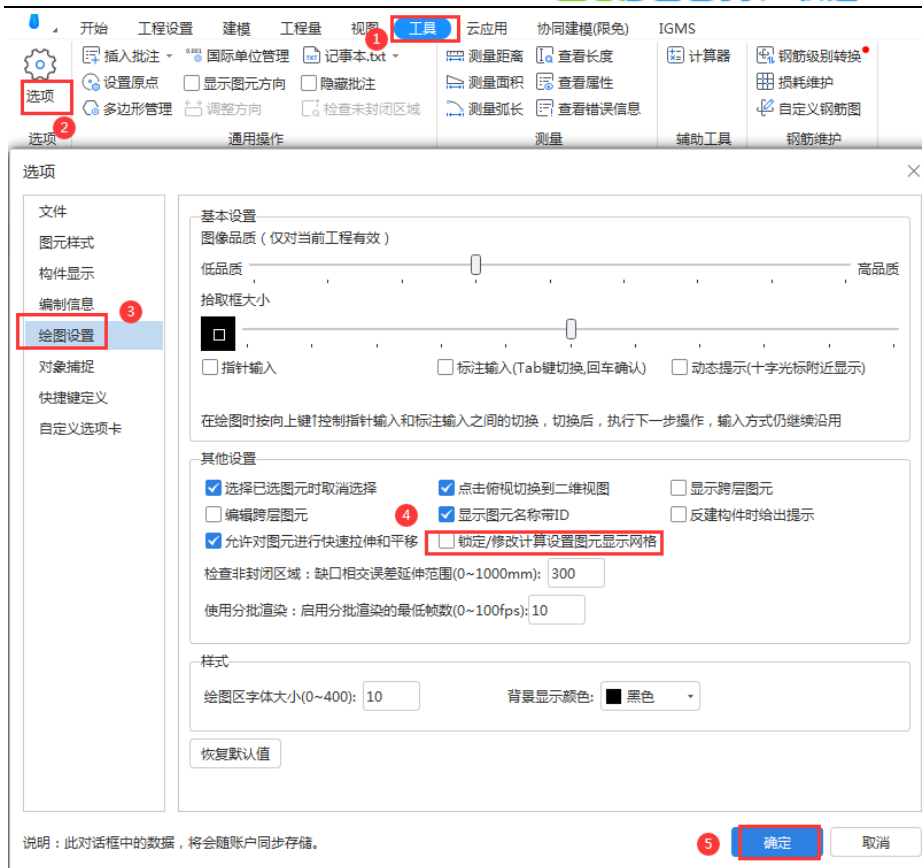 开始 工程设置 建模 工程量 视图 工具 云应用 协同建模(限免) IGMS
1
插入批注 0.001 国际单位管理 txt 记事本.txt 测量距离 查看长度 计算器 钢筋级别转换
选项 设置原点 显示图元方向 隐藏批注 测量面积 查看属性 损耗维护
多边形管理 调整方向 检查未封闭区域 测量弧长 查看错误信息 自定义钢筋图
2
选项 通用操作 测量 辅助工具 钢筋维护
选项
文件
图元样式
构件显示
编制信息
3
绘图设置
对象捕捉
快捷键定义
自定义选项卡
基本设置
图像品质(仅对当前工程有效)
低品质 高品质
拾取框大小
指针输入 标注输入(Tab键切换,回车确认) 动态提示(十字光标附近显示)
在绘图时按向上键↑控制指针输入和标注输入之间的切换，切换后，执行下一步操作，输入方式仍继续沿用
其他设置
选择已选图元时取消选择 点击俯视切换到二维视图 显示跨层图元
编辑跨层图元 4 显示图元名称带ID 反建构件时给出提示
允许对图元进行快速拉伸和平移 锁定/修改计算设置图元显示网格
检查非封闭区域：缺口相交误差延伸范围(0~1000mm): 300
使用分批渲染：启用分批渲染的最低帧数(0~100fps): 10
样式
绘图区字体大小(0~400): 10 背景显示颜色: 黑色
恢复默认值
说明：此对话框中的数据，将会随账户同步存储。 5 确定 取消